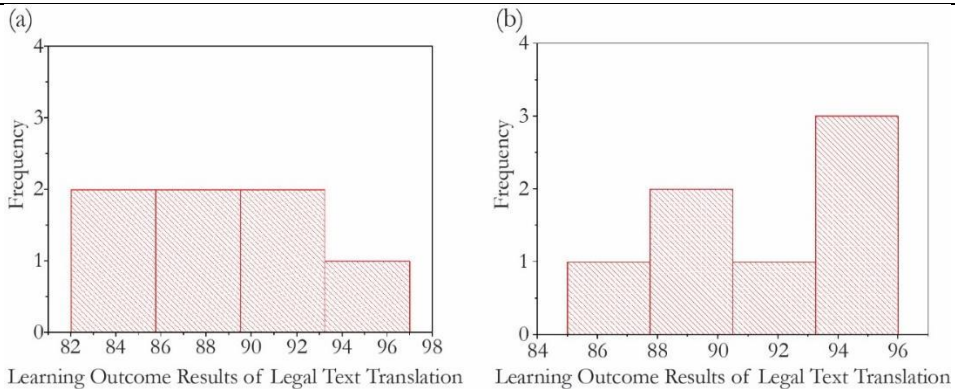 (a)
4
3
2
1
0
Frequency
82 84 86 88 90 92 94 96 98
Learning Outcome Results of Legal Text Translation
(b)
4
3
2
1
0
Frequency
84 86 88 90 92 94 96
Learning Outcome Results of Legal Text Translation